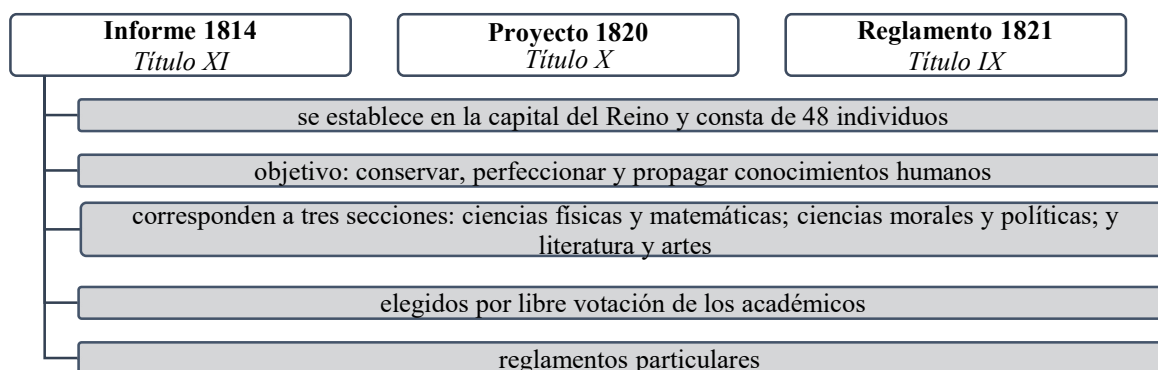 Informe 1814
Título XI
Proyecto 1820
Título X
Reglamento 1821
Título IX
se establece en la capital del Reino y consta de 48 individuos
objetivo: conservar, perfeccionar y propagar conocimientos humanos
corresponden a tres secciones: ciencias físicas y matemáticas; ciencias morales y políticas; y
literatura y artes
elegidos por libre votación de los académicos
reglamentos particulares